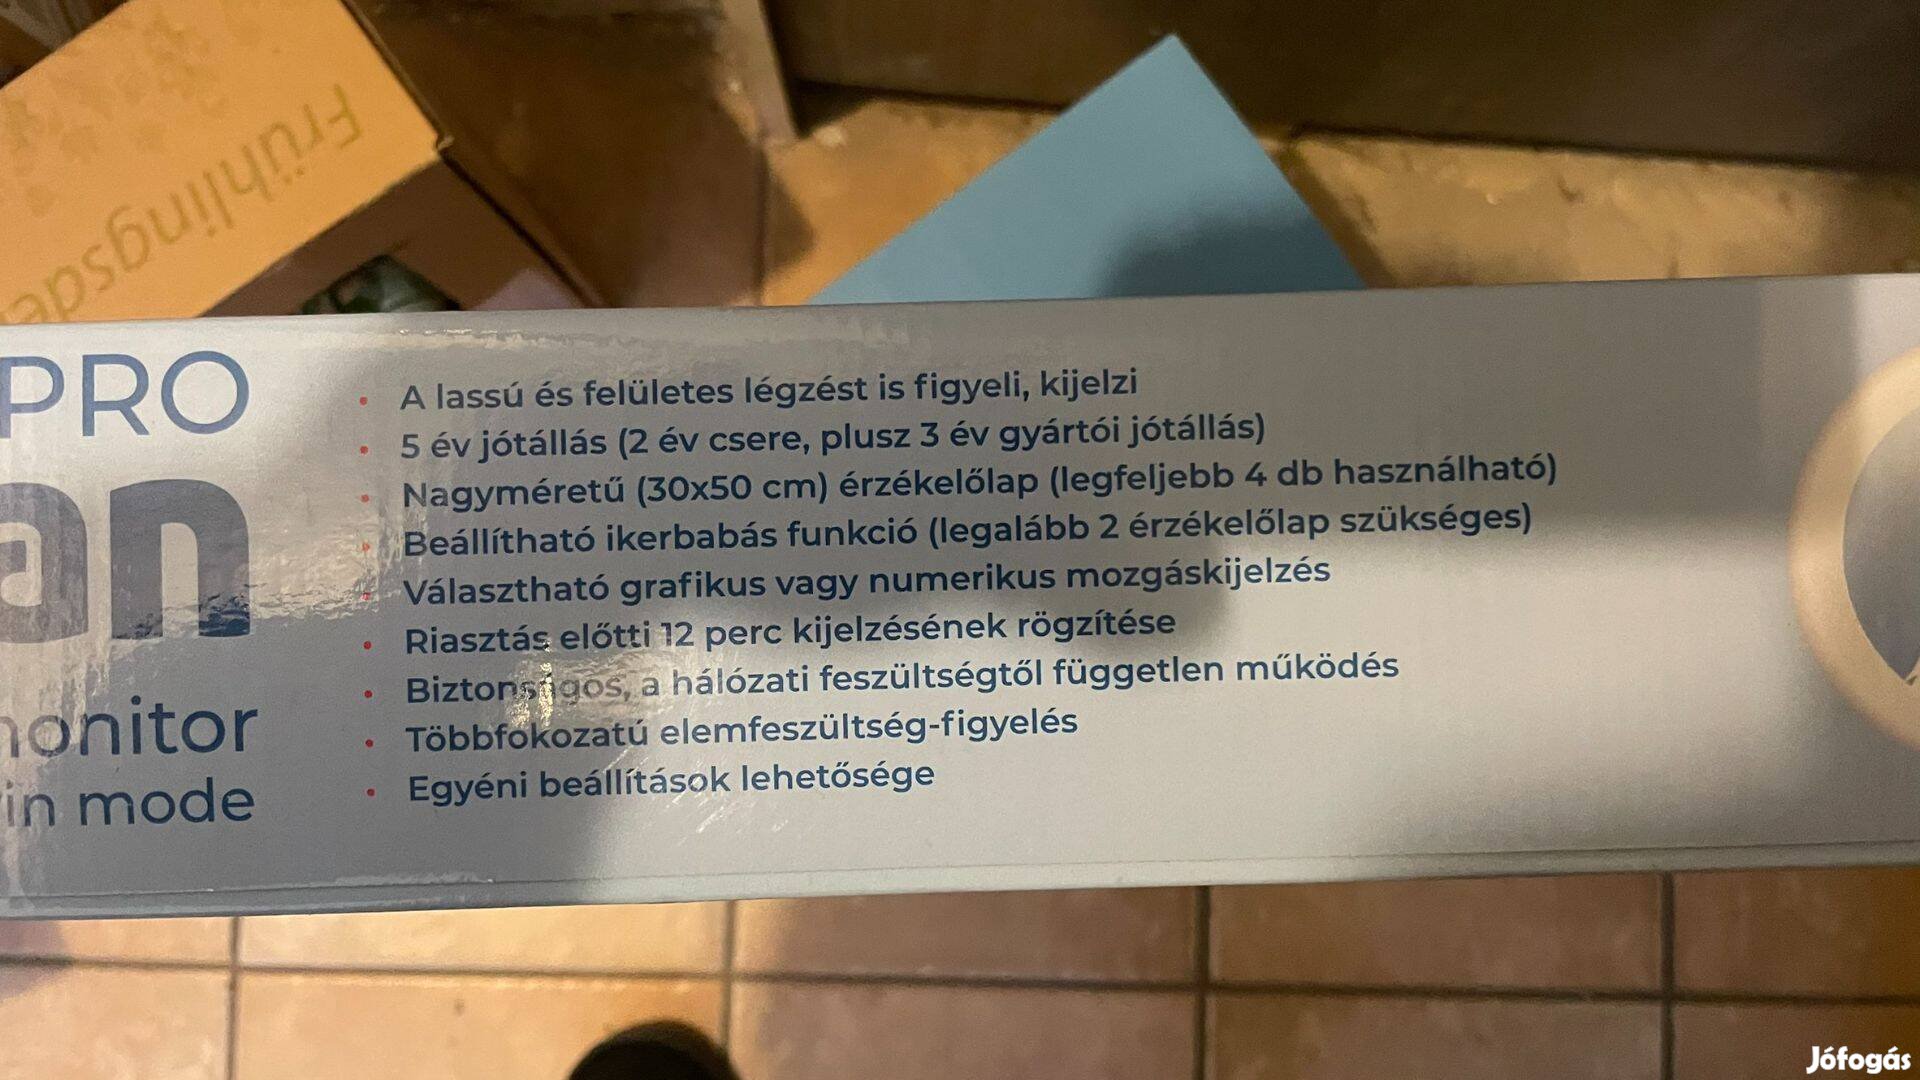 Frühlingsde
PRO
an
onitor
in mode
A lassú és felületes légzést is figyeli, kijelzi
5 év jótállás (2 év csere, plusz 3 év gyártói jótállás)
Nagyméretű (30x50 cm) érzékelőlap (legfeljebb 4 db használható)
Beállítható ikerbabás funkció (legalább 2 érzékelőlap szükséges)
Választható grafikus vagy numerikus mozgáskijelzés
Riasztás előtti 12 perc kijelzésének rögzítése
Biztonságos, a hálózati feszültségtől független működés
Többfokozatú elemfeszültség-figyelés
Egyéni beállítások lehetősége
Jófogás